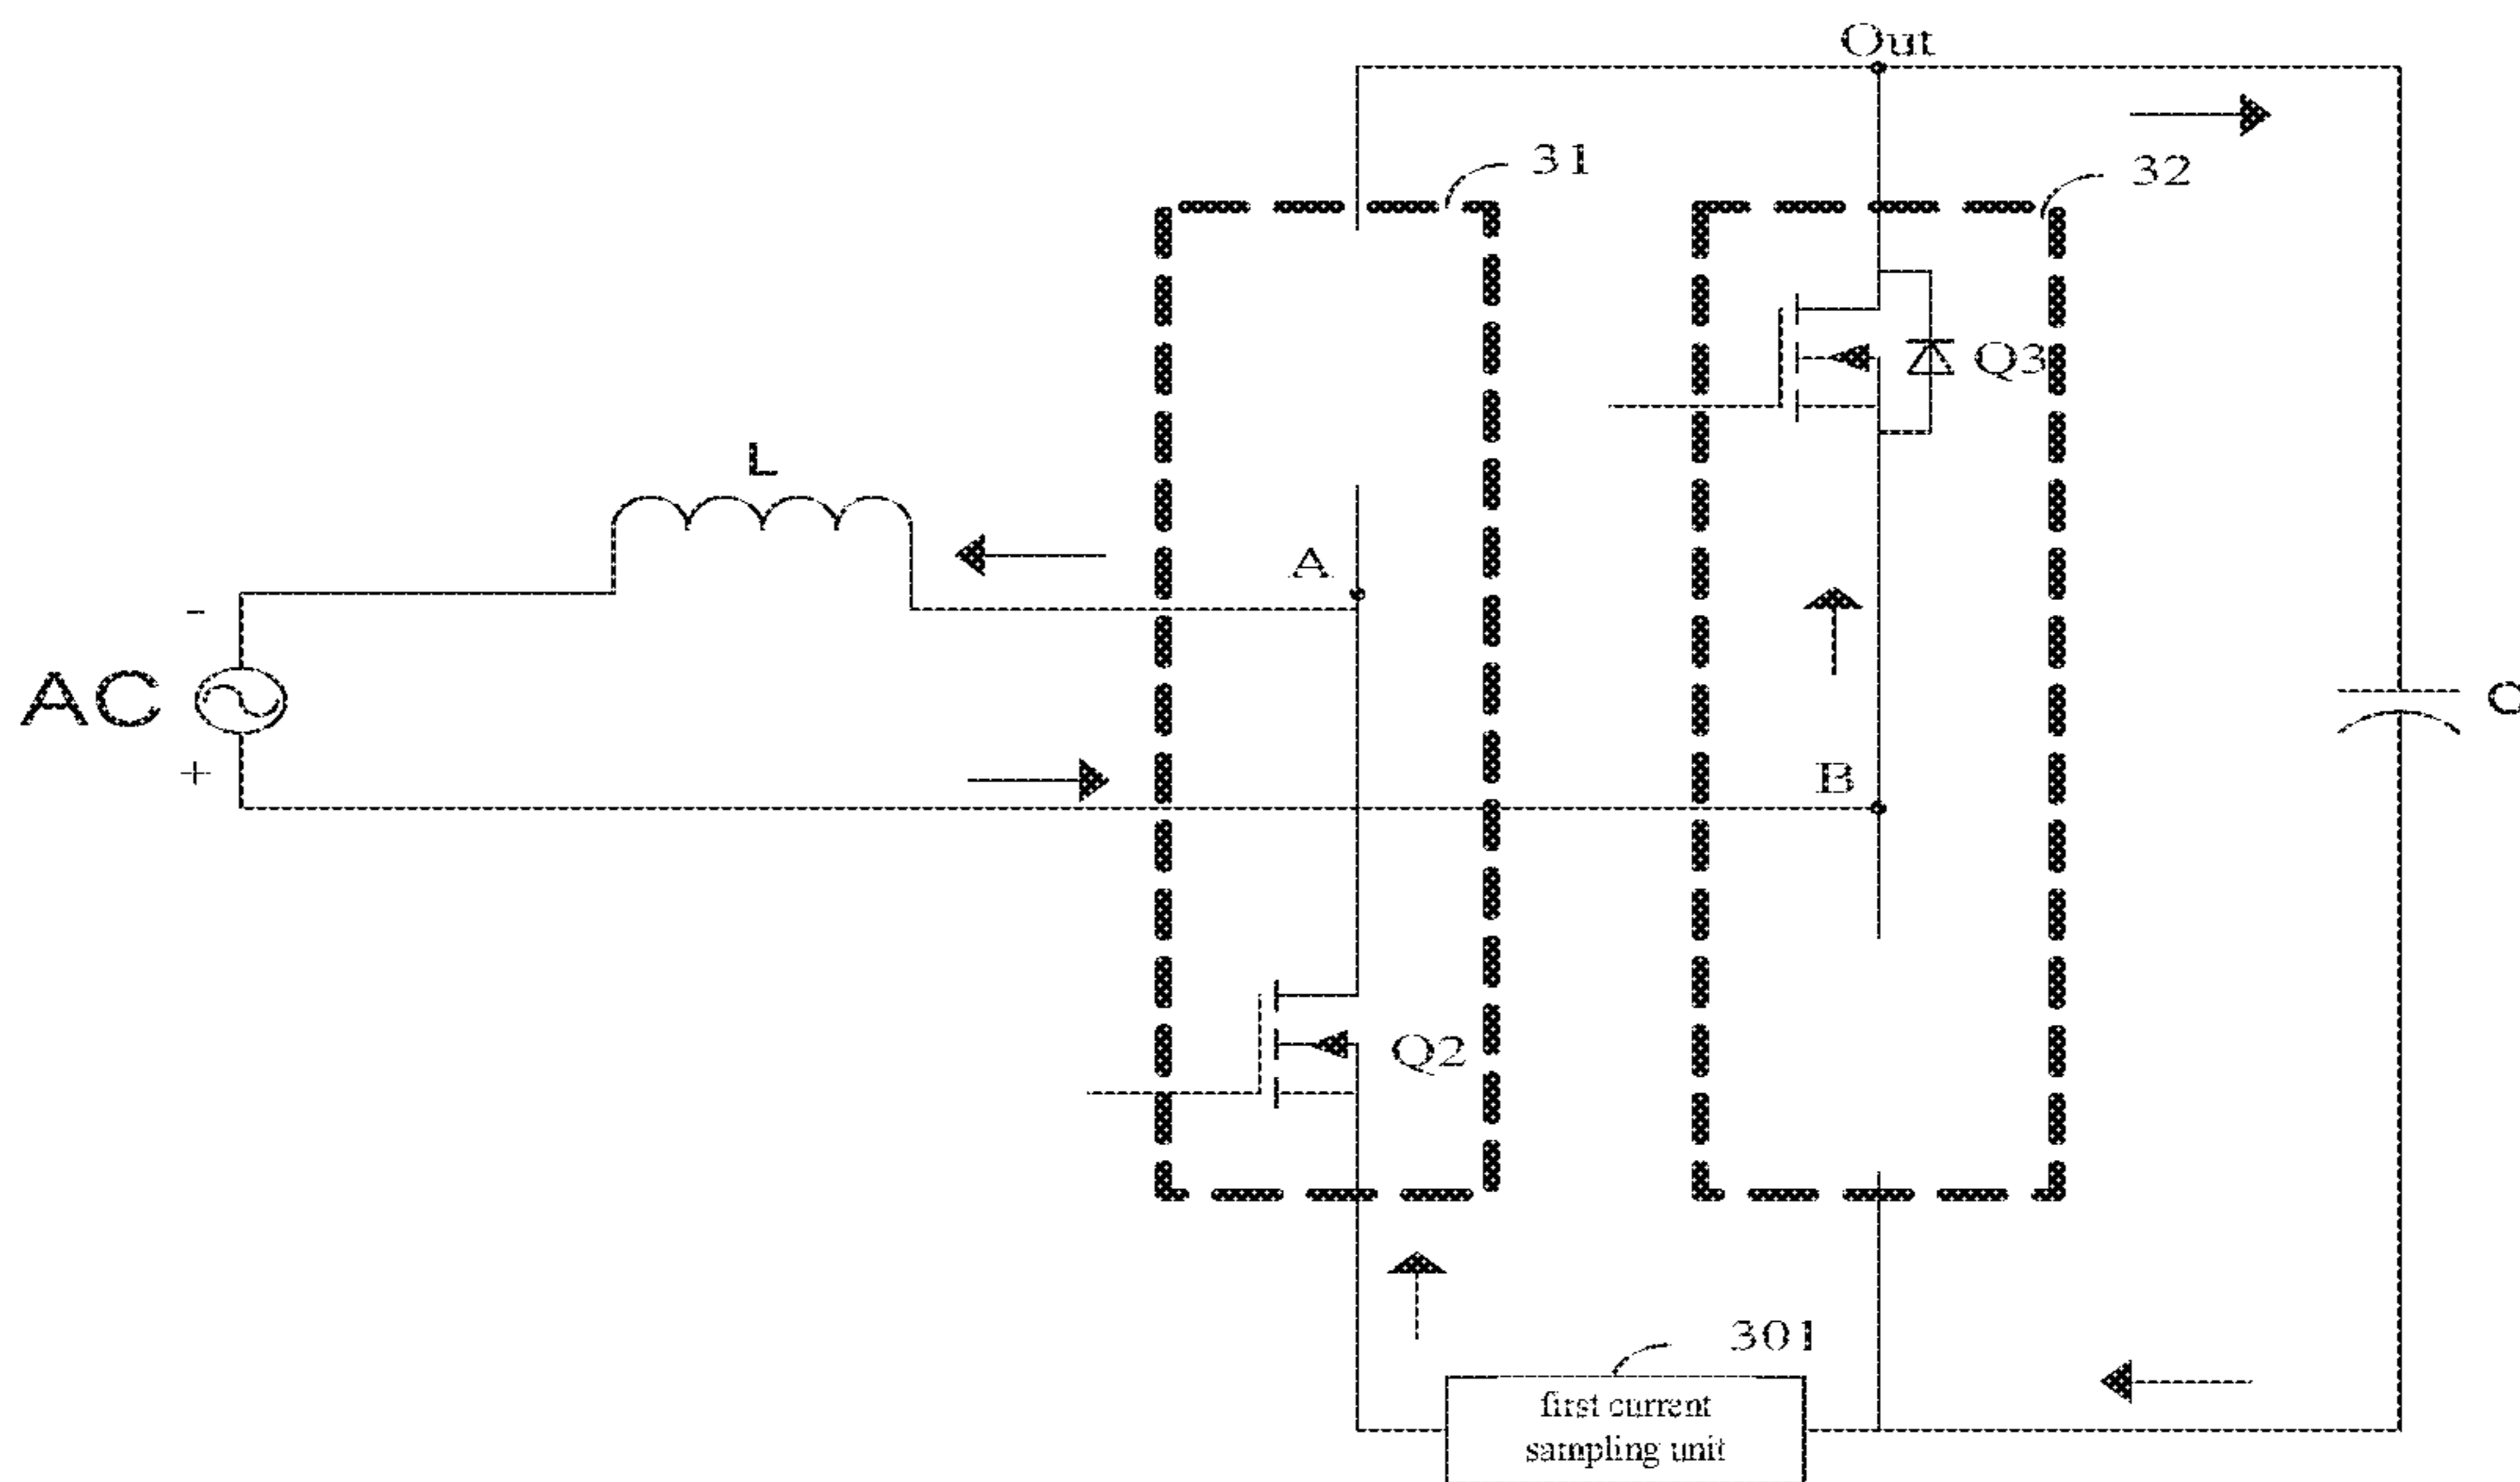 Out
31
32
Q3
L
A
-
AC
+
B
Q2
301
first current
sampling unit